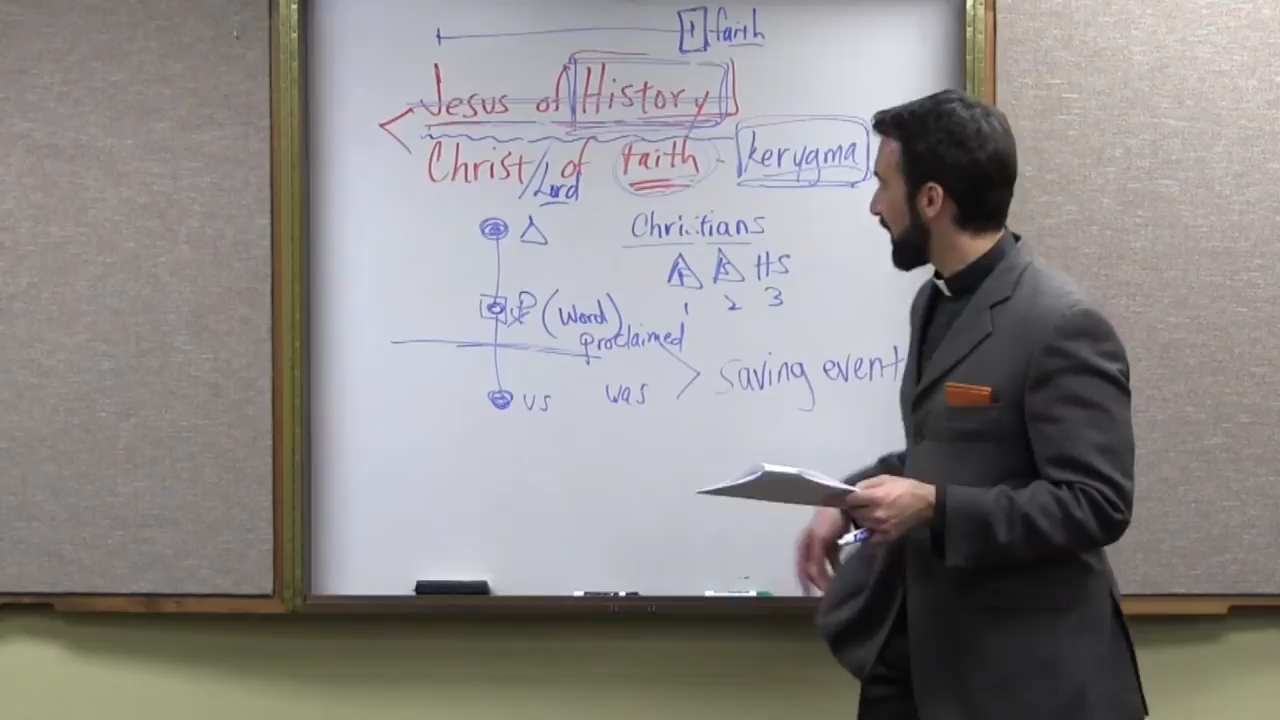 faith
Jesus of History
Christ/Lord of faith - kerygma
Christians
F S HS
1 2 3
P (Word)
proclaimed
us was > saving event